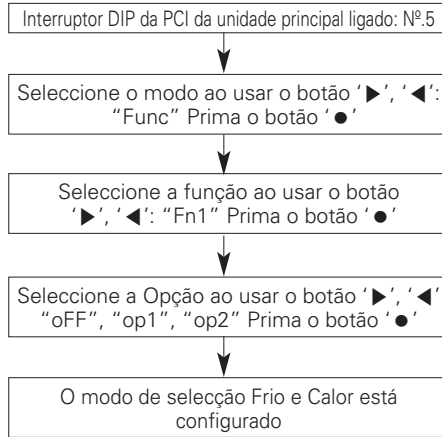 Interruptor DIP da PCI da unidade principal ligado: Nº.5
Seleccione o modo ao usar o botão ‘▶’, ‘◀’:
“Func” Prima o botão ‘●’
Seleccione a função ao usar o botão
‘▶’, ‘◀’: “Fn1” Prima o botão ‘●’
Seleccione a Opção ao usar o botão ‘▶’, ‘◀’
“oFF”, “op1”, “op2” Prima o botão ‘●’
O modo de selecção Frio e Calor está
configurado